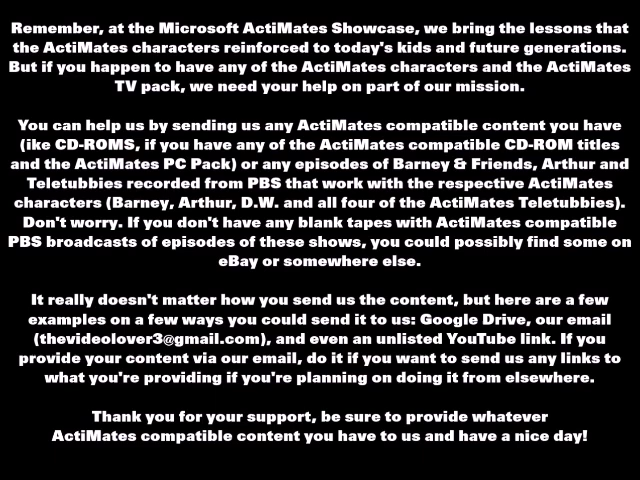 Remember, at the Microsoft ActiMates Showcase, we bring the lessons that
the ActiMates characters reinforced to today's kids and future generations.
But if you happen to have any of the ActiMates characters and the ActiMates
TV pack, we need your help on part of our mission.
You can help us by sending us any ActiMates compatible content you have
(ike CD-ROMS, if you have any of the ActiMates compatible CD-ROM titles
and the ActiMates PC Pack) or any episodes of Barney & Friends, Arthur and
Teletubbies recorded from PBS that work with the respective ActiMates
characters (Barney, Arthur, D.W. and all four of the ActiMates Teletubbies).
Don't worry. If you don't have any blank tapes with ActiMates compatible
PBS broadcasts of episodes of these shows, you could possibly find some on
eBay or somewhere else.
It really doesn't matter how you send us the content, but here are a few
examples on a few ways you could send it to us: Google Drive, our email
(thevideolover3@gmail.com), and even an unlisted YouTube link. If you
provide your content via our email, do it if you want to send us any links to
what you're providing if you're planning on doing it from elsewhere.
Thank you for your support, be sure to provide whatever
ActiMates compatible content you have to us and have a nice day!